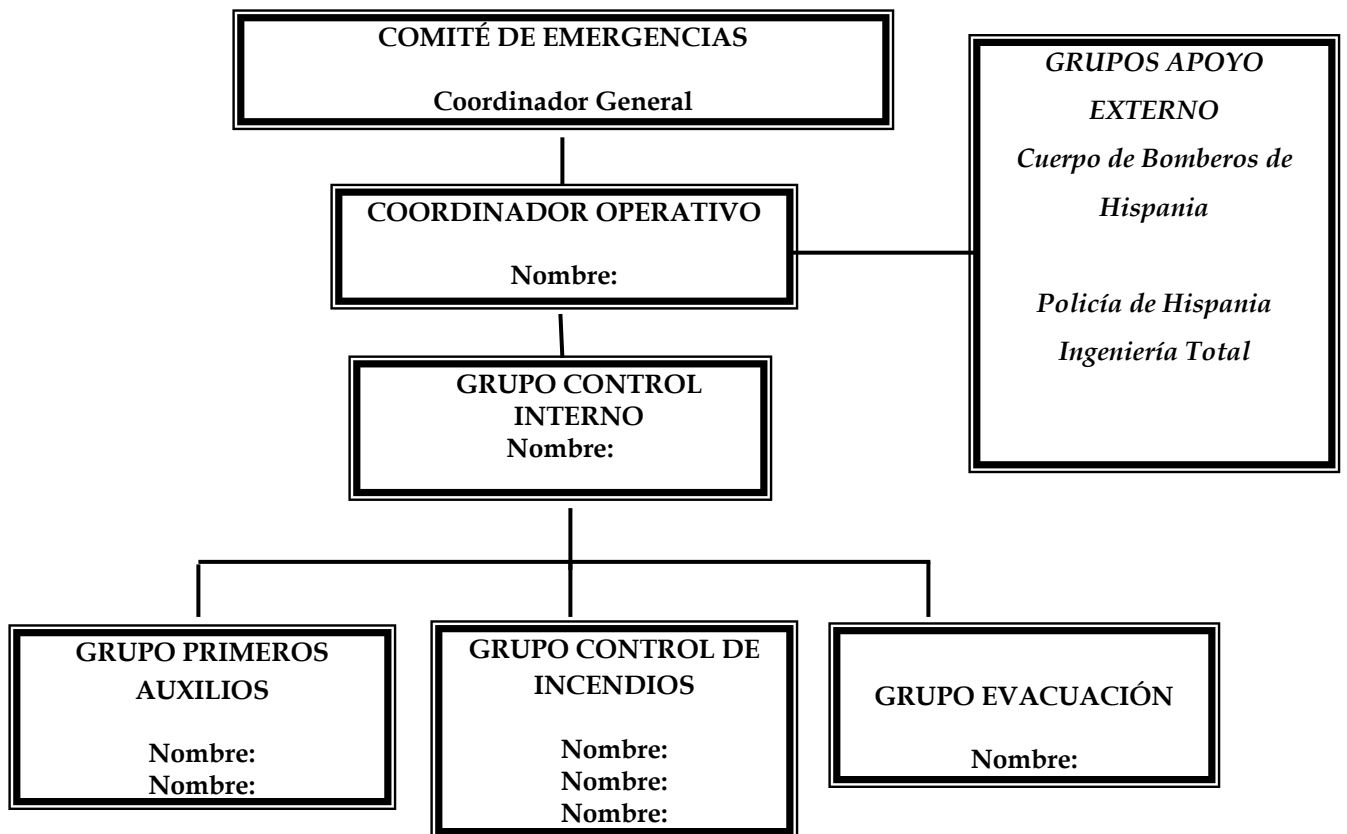 COMITÉ DE EMERGENCIAS
Coordinador General
GRUPOS APOYO
EXTERNO
Cuerpo de Bomberos de
Hispania
Policía de Hispania
Ingeniería Total
COORDINADOR OPERATIVO
Nombre:
GRUPO CONTROL
INTERNO
Nombre:
GRUPO PRIMEROS
AUXILIOS
Nombre:
Nombre:
GRUPO CONTROL DE
INCENDIOS
Nombre:
Nombre:
Nombre:
GRUPO EVACUACIÓN
Nombre: